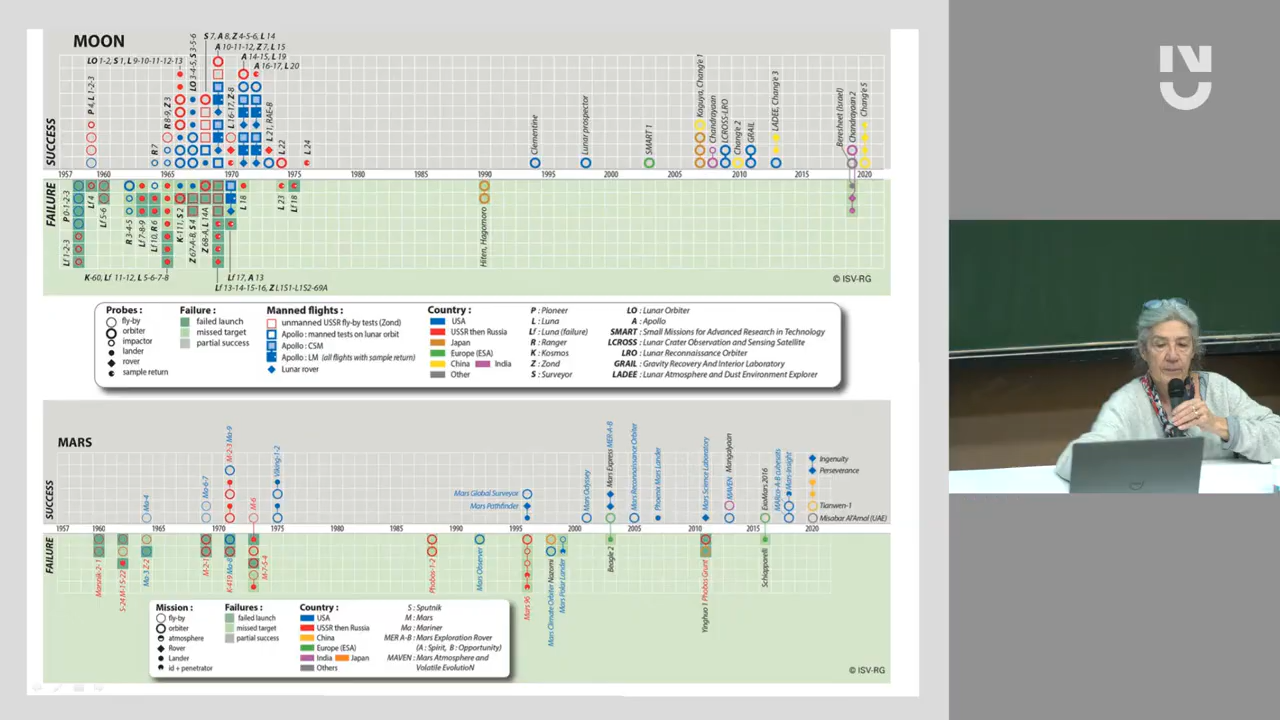 MOON
S 7, A 8, Z 4-5-6, L 14
A 10-11-12, Z 7, L 15
A 14-15, L 19
A 16-17, L 20
LO 1-2, S 1, L 9-10-11-12-13
LO 3-4-5, S 3-5-6
P 4, L 1-2-3
R 7
R 8-9, Z 3
L 16-17, Z-8
L 21, RAE-B
L 22
L 24
Clementine
Lunar prospector
SMART 1
Kaguya, Chang'e 1
Chandrayaan
LCROSS-LRO
Chang'e 2
GRAIL
LADEE, Chang'e 3
Beresheet (Israel)
Chandrayaan 2
Chang'e 5
SUCCESS
1957 1960 1965 1970 1975 1980 1985 1990 1995 2000 2005 2010 2015 2020
FAILURE
P 0-1-2-3
Lf 1-2-3
Lf 4
Lf 5-6
R 3-4-5
Lf 7-8-9
Lf 10, R 6
K-111, S 2
Z 67-A-B, S 4
Z 68-A, L 14A
L 18
L 23
Lf 18
Hiten, Hagomoro
K-60, Lf 11-12, L 5-6-7-8
Lf 17, A 13
Lf 13-14-15-16, Z L1S1-L1S2-69A
© ISV-RG
Probes :
fly-by
orbiter
impactor
lander
rover
sample return
Failure :
failed launch
missed target
partial success
Manned flights :
unmanned USSR fly-by tests (Zond)
Apollo : manned tests on lunar orbit
Apollo : CSM
Apollo : LM (all flights with sample return)
Lunar rover
Country :
USA
USSR then Russia
Japan
Europe (ESA)
China India
Other
P : Pioneer
L : Luna
Lf : Luna (failure)
R : Ranger
K : Kosmos
Z : Zond
S : Surveyor
LO : Lunar Orbiter
A : Apollo
SMART : Small Missions for Advanced Research in Technology
LCROSS : Lunar Crater Observation and Sensing Satellite
LRO : Lunar Reconnaissance Orbiter
GRAIL : Gravity Recovery And Interior Laboratory
LADEE : Lunar Atmosphere and Dust Environment Explorer
MARS
Ma-4
Ma-6-7
M-2-3 Ma-9
M-6
Viking-1-2
Mars Global Surveyor
Mars Pathfinder
Mars Odyssey
Mars Express MER-A-B
Mars Reconnaissance Orbiter
Phoenix Mars Lander
Mars Science Laboratory
MAVEN Mangalyaan
ExoMars 2016
Mars-Insight
Ingenuity
Perseverance
Tianwen-1
SUCCESS
1957 1960 1965 1970 1975 1980 1985 1990 1995 2000 2005 2010 2015 2020
FAILURE
Ma-3 Z-2
M-2-1
K-419 Ma-8
Phobos-1-2
Mars Observer
Mars 96
Mars Climate Orbiter Nozomi
Mars Polar Lander
Beagle 2
Yinghuo 1 Phobos Grunt
Schiapparelli
Mission :
fly-by
orbiter
atmosphere
Rover
Lander
id + penetrator
Failures :
failed launch
missed target
partial success
Country :
USA
USSR then Russia
China
Europe (ESA)
India Japan
Others
S : Sputnik
M : Mars
Ma : Mariner
MER A-B : Mars Exploration Rover
(A : Spirit, B : Opportunity)
MAVEN : Mars Atmosphere and
Volatile EvolutioN
© ISV-RG